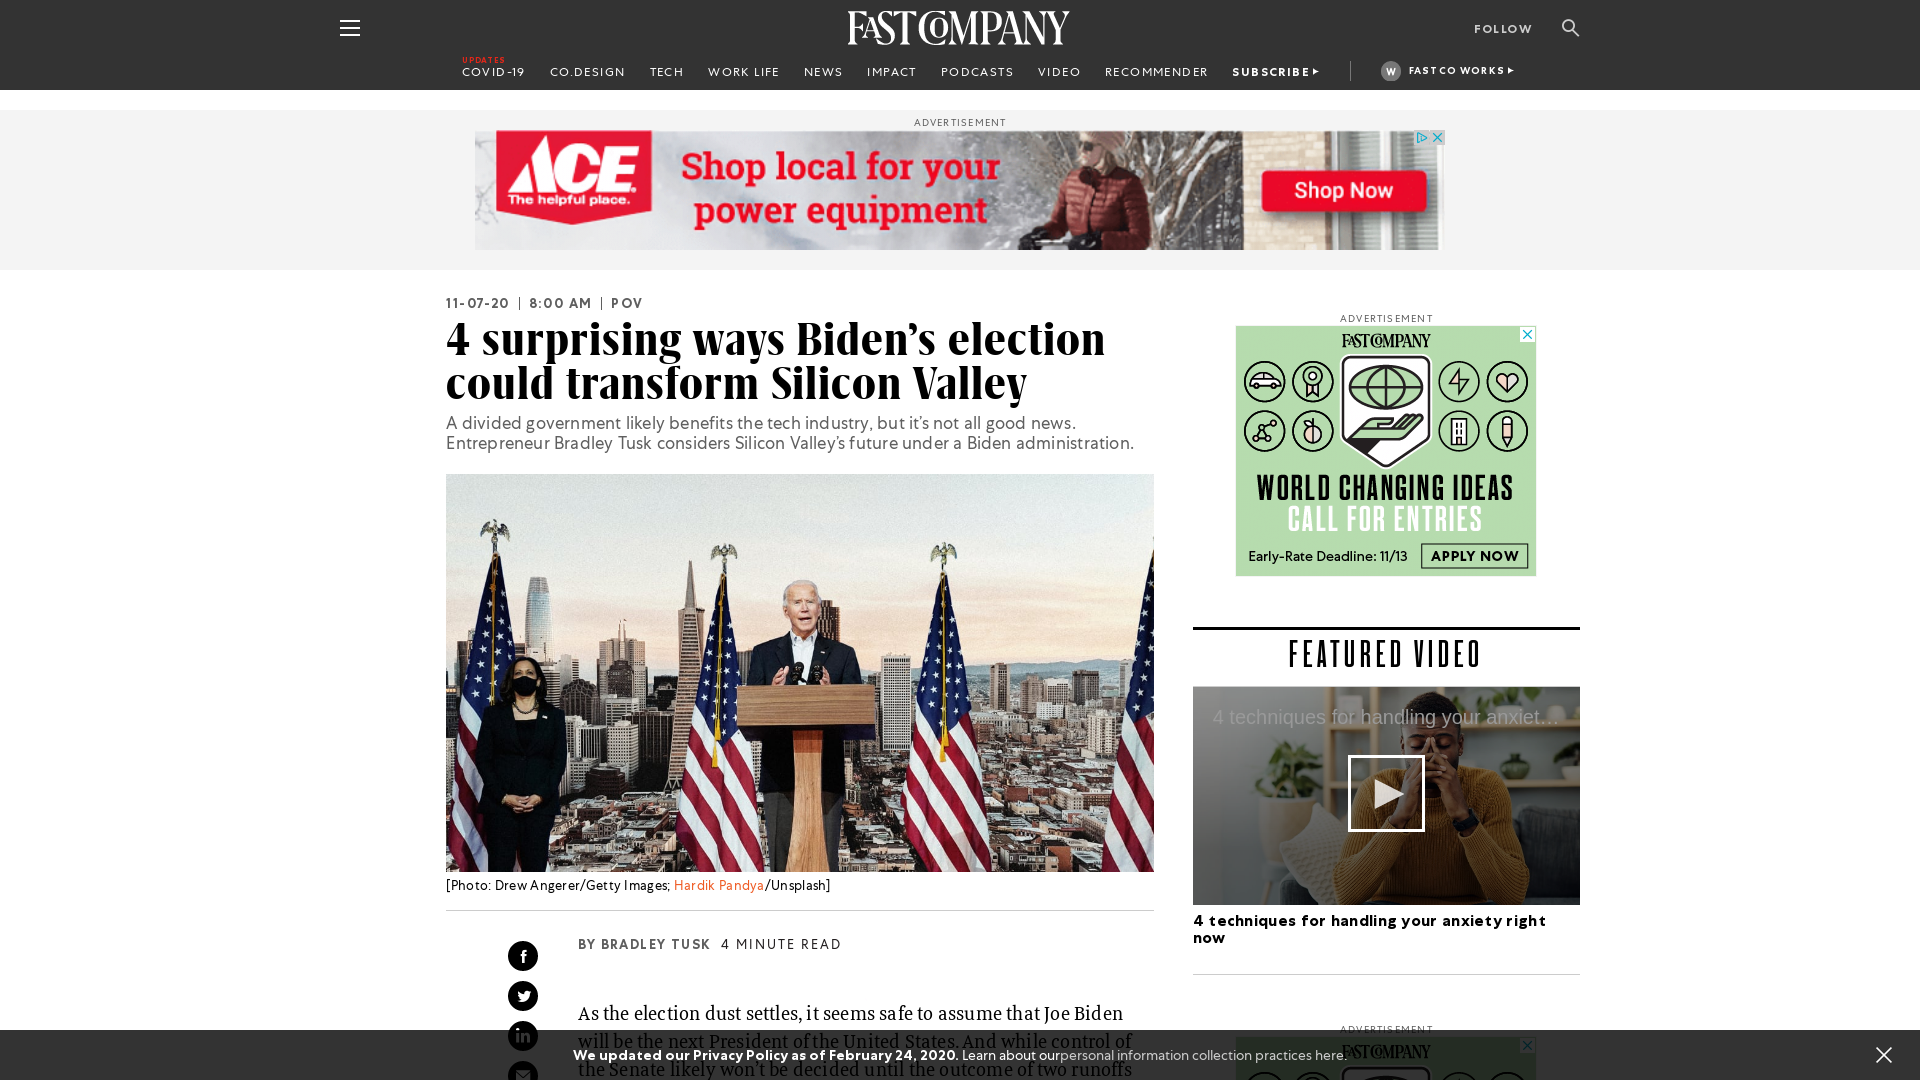 FAST COMPANY
FOLLOW
UPDATES
COVID-19
CO.DESIGN
TECH
WORK LIFE
NEWS
IMPACT
PODCASTS
VIDEO
RECOMMENDER
SUBSCRIBE
W
FASTCO WORKS
ADVERTISEMENT
ACE
The helpful place.
Shop local for your
power equipment
Shop Now
11-07-20 | 8:00 AM | POV
4 surprising ways Biden’s election
could transform Silicon Valley
A divided government likely benefits the tech industry, but it’s not all good news.
Entrepreneur Bradley Tusk considers Silicon Valley’s future under a Biden administration.
[Photo: Drew Angerer/Getty Images; Hardik Pandya/Unsplash]
BY BRADLEY TUSK 4 MINUTE READ
As the election dust settles, it seems safe to assume that Joe Biden
will be the next President of the United States. And while control of
the Senate likely won’t be decided until the outcome of two runoffs
ADVERTISEMENT
FAST COMPANY
WORLD CHANGING IDEAS
CALL FOR ENTRIES
Early-Rate Deadline: 11/13
APPLY NOW
FEATURED VIDEO
4 techniques for handling your anxiet...
4 techniques for handling your anxiety right
now
ADVERTISEMENT
FAST COMPANY
We updated our Privacy Policy as of February 24, 2020. Learn about our personal information collection practices here.